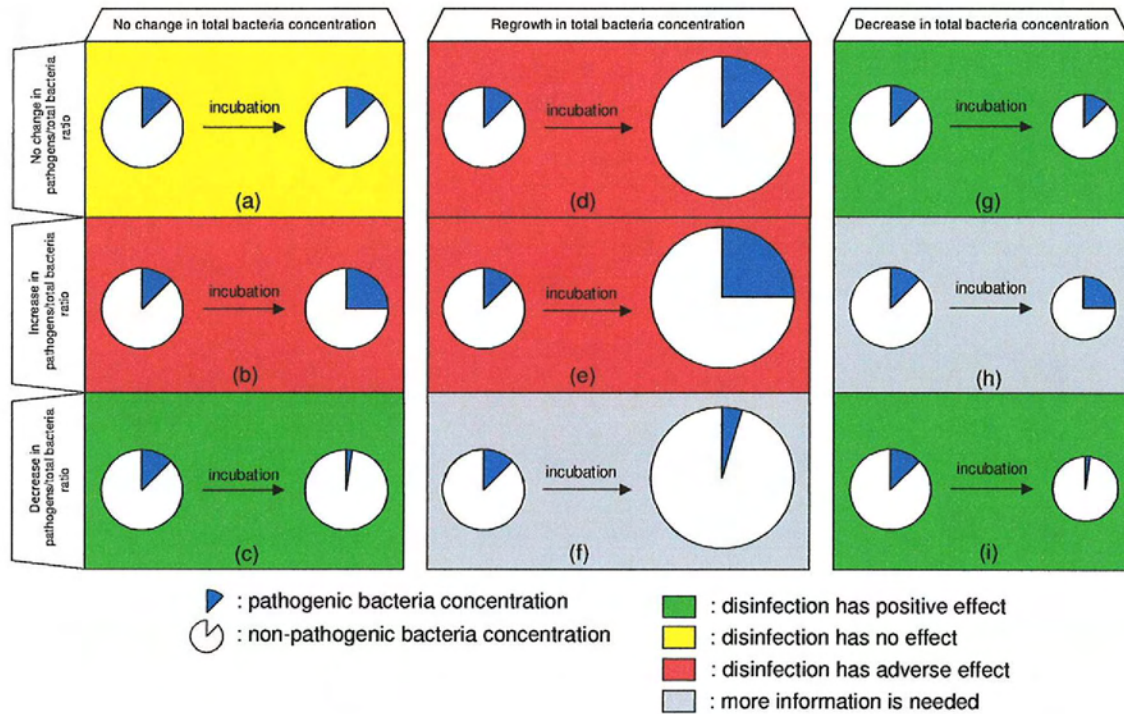 No change in total bacteria concentration
Regrowth in total bacteria concentration
Decrease in total bacteria concentration
No change in
pathogens/total bacteria
ratio
incubation
(a)
incubation
(d)
incubation
(g)
Increase in
pathogens/total bacteria
ratio
incubation
(b)
incubation
(e)
incubation
(h)
Decrease in
pathogens/total bacteria
ratio
incubation
(c)
incubation
(f)
incubation
(i)
: pathogenic bacteria concentration
: non-pathogenic bacteria concentration
: disinfection has positive effect
: disinfection has no effect
: disinfection has adverse effect
: more information is needed